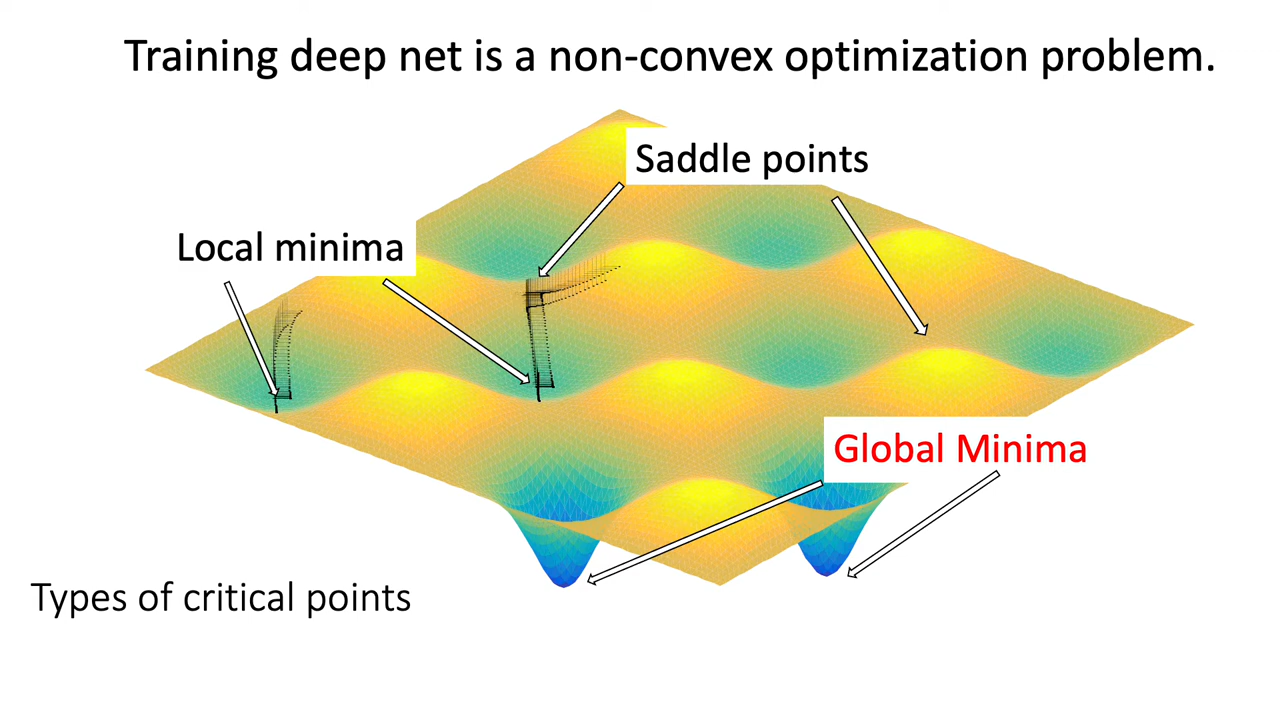 Training deep net is a non-convex optimization problem.
Saddle points
Local minima
Global Minima
Types of critical points